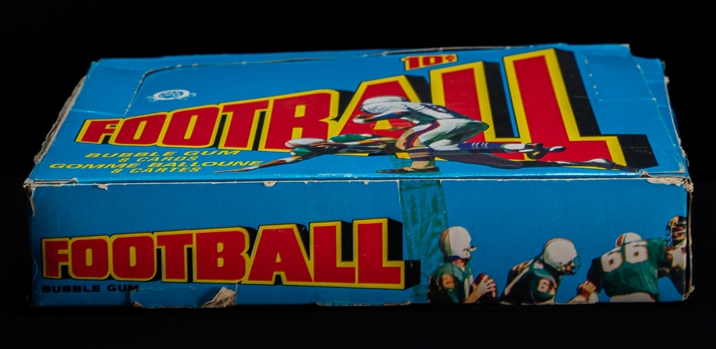 10¢
FOOTBALL
BUBBLE GUM
8 CARDS
GOMME BALLOUNE
8 CARTES
FOOTBALL
BUBBLE GUM
66